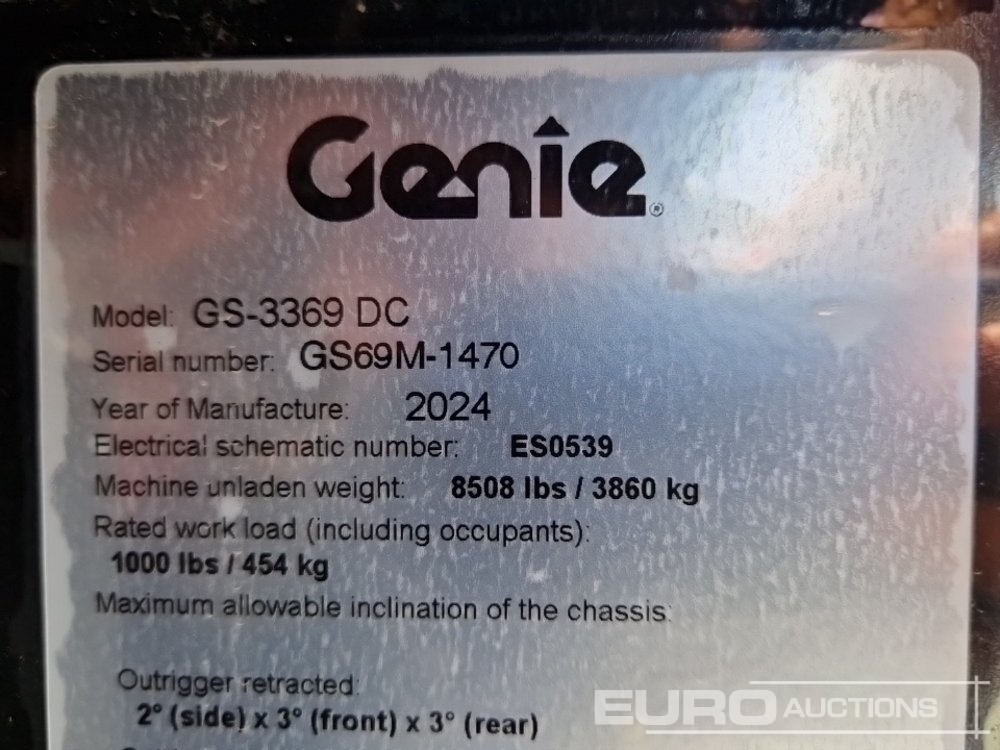 Genie®
Model: GS-3369 DC
Serial number: GS69M-1470
Year of Manufacture: 2024
Electrical schematic number: ES0539
Machine unladen weight: 8508 lbs / 3860 kg
Rated work load (including occupants):
1000 lbs / 454 kg
Maximum allowable inclination of the chassis:
Outrigger retracted:
2° (side) x 3° (front) x 3° (rear)
EURO AUCTIONS